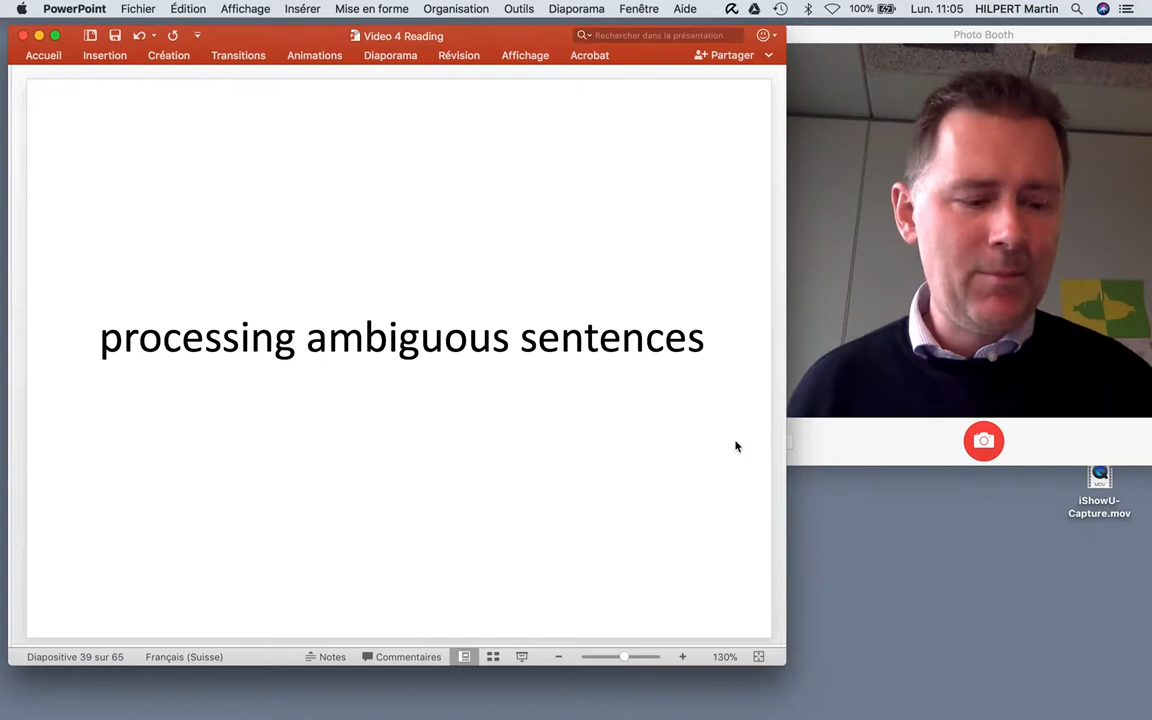 PowerPoint Fichier Édition Affichage Insérer Mise en forme Organisation Outils Diaporama Fenêtre Aide 100% Lun. 11:05 HILPERT Martin
Video 4 Reading
Rechercher dans la présentation
Photo Booth
Accueil Insertion Création Transitions Animations Diaporama Révision Affichage Acrobat Partager
processing ambiguous sentences
MOV
iShowU-
Capture.mov
Diapositive 39 sur 65 Français (Suisse) Notes Commentaires 130%